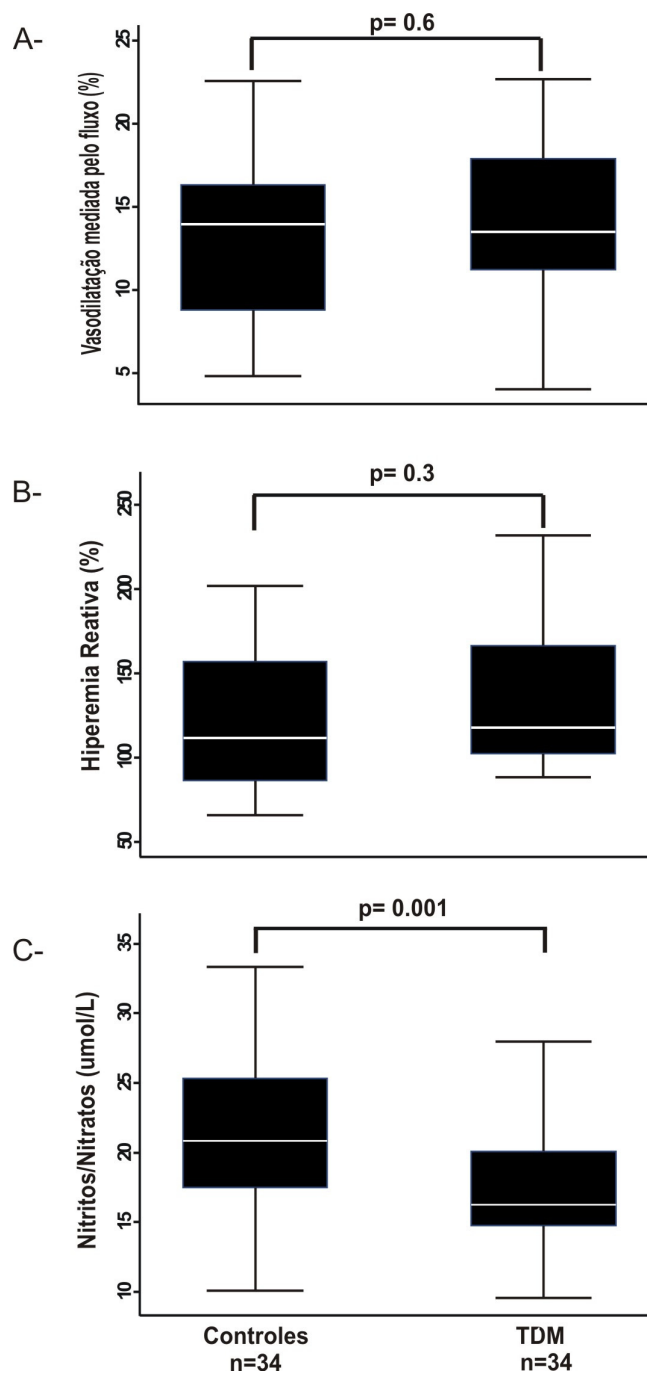 A-
p= 0.6
Vasodilatação mediada pelo fluxo (%)
25
20
15
10
5
B-
p= 0.3
Hiperemia Reativa (%)
250
200
150
100
50
C-
p= 0.001
Nitritos/Nitratos (umol/L)
35
30
25
20
15
10
Controles
n=34
TDM
n=34